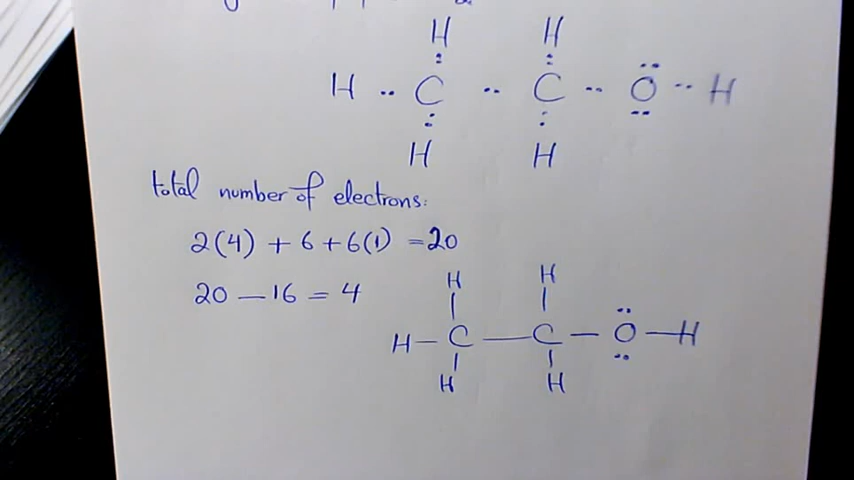 H H
H ·· C ·· C ·· Ö ·· H
H H
total number of electrons:
2(4) + 6 + 6(1) = 20
20 — 16 = 4
H H
H — C — C — Ö — H
H H